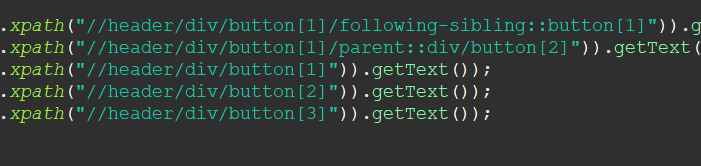 .xpath("//header/div/button[1]/following-sibling::button[1]")).g
.xpath("//header/div/button[1]/parent::div/button[2]")).getText(
.xpath("//header/div/button[1]")).getText());
.xpath("//header/div/button[2]")).getText());
.xpath("//header/div/button[3]")).getText());